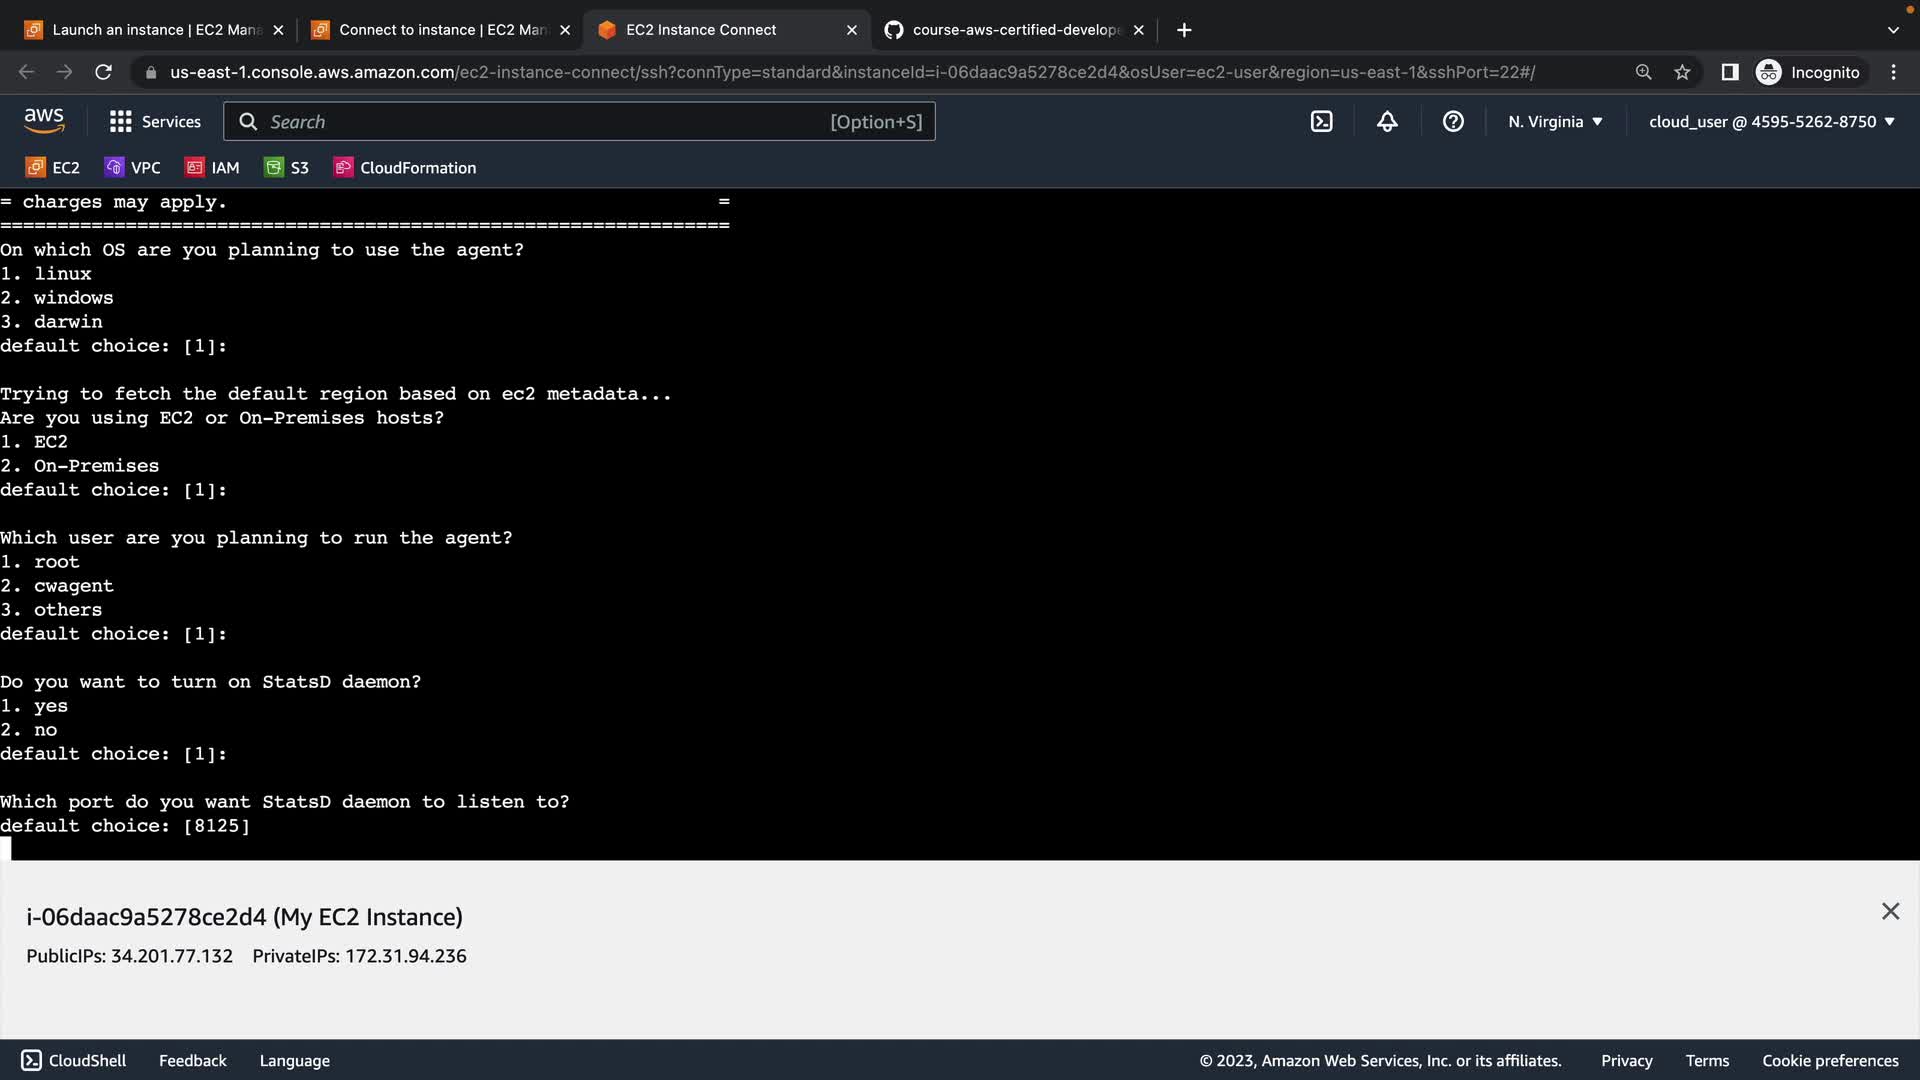 Launch an instance | EC2 Mana
Connect to instance | EC2 Man
EC2 Instance Connect
course-aws-certified-develope
us-east-1.console.aws.amazon.com/ec2-instance-connect/ssh?connType=standard&instanceId=i-06daac9a5278ce2d4&osUser=ec2-user&region=us-east-1&sshPort=22#/
Incognito
aws
Services
Search
[Option+S]
N. Virginia
cloud_user @ 4595-5262-8750
EC2
VPC
IAM
S3
CloudFormation
= charges may apply. =
================================================================
On which OS are you planning to use the agent?
1. linux
2. windows
3. darwin
default choice: [1]:
Trying to fetch the default region based on ec2 metadata...
Are you using EC2 or On-Premises hosts?
1. EC2
2. On-Premises
default choice: [1]:
Which user are you planning to run the agent?
1. root
2. cwagent
3. others
default choice: [1]:
Do you want to turn on StatsD daemon?
1. yes
2. no
default choice: [1]:
Which port do you want StatsD daemon to listen to?
default choice: [8125]
i-06daac9a5278ce2d4 (My EC2 Instance)
PublicIPs: 34.201.77.132 PrivateIPs: 172.31.94.236
CloudShell
Feedback
Language
© 2023, Amazon Web Services, Inc. or its affiliates.
Privacy
Terms
Cookie preferences